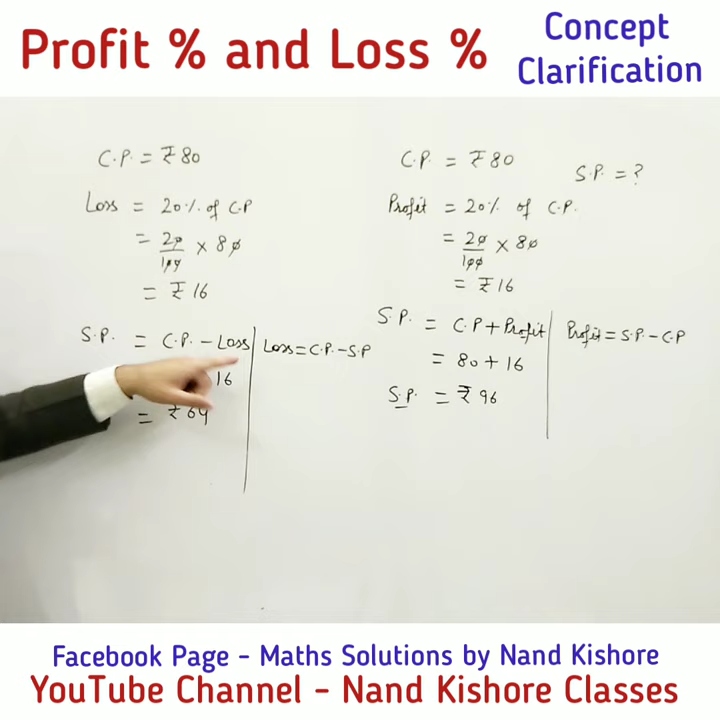 Profit % and Loss %
Concept
Clarification
C.P. = ₹80
Loss = 20% of C.P
= 20/100 × 80
= ₹16
S.P. = C.P. - Loss
16
= ₹64
Loss = C.P. - S.P
C.P. = ₹80
S.P. = ?
Profit = 20% of C.P.
= 20/100 × 80
= ₹16
S.P. = C.P + Profit
= 80 + 16
S.P. = ₹96
Profit = S.P - C.P
Facebook Page - Maths Solutions by Nand Kishore
YouTube Channel - Nand Kishore Classes